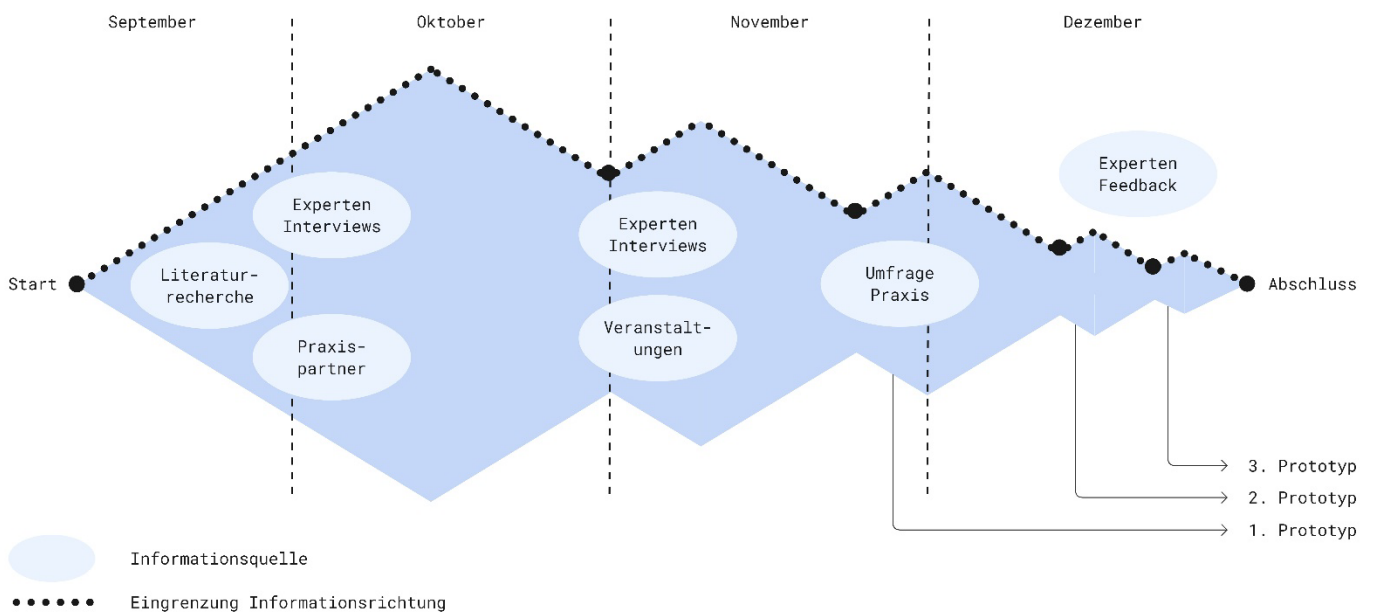 September
Oktober
November
Dezember
Experten
Feedback
Experten
Interviews
Experten
Interviews
Literatur-
recherche
Umfrage
Praxis
Start
Abschluss
Praxis-
partner
Veranstalt-
ungen
3. Prototyp
2. Prototyp
1. Prototyp
Informationsquelle
Eingrenzung Informationsrichtung